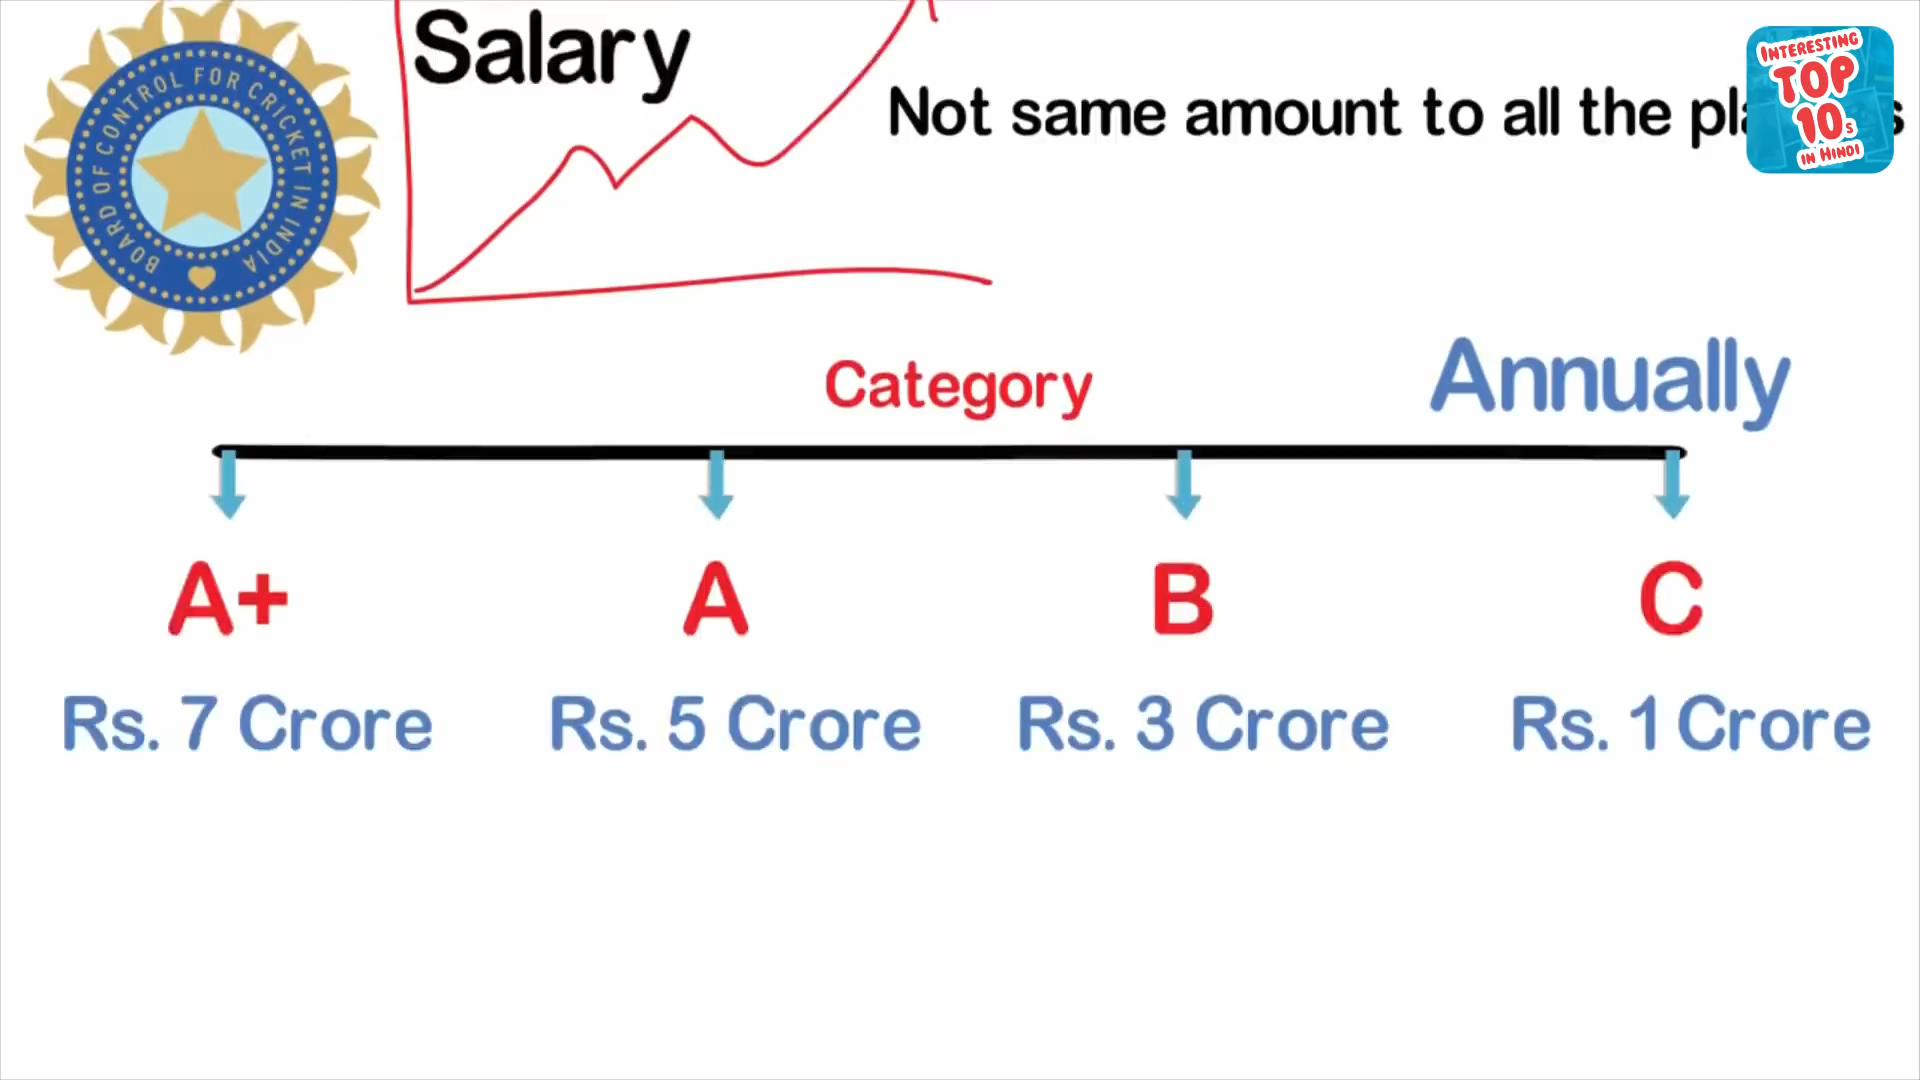 BOARD OF CONTROL FOR CRICKET IN INDIA
Salary
Not same amount to all the
INTERESTING
TOP
10s
IN HINDI
Category
Annually
A+
A
B
C
Rs. 7 Crore
Rs. 5 Crore
Rs. 3 Crore
Rs. 1 Crore